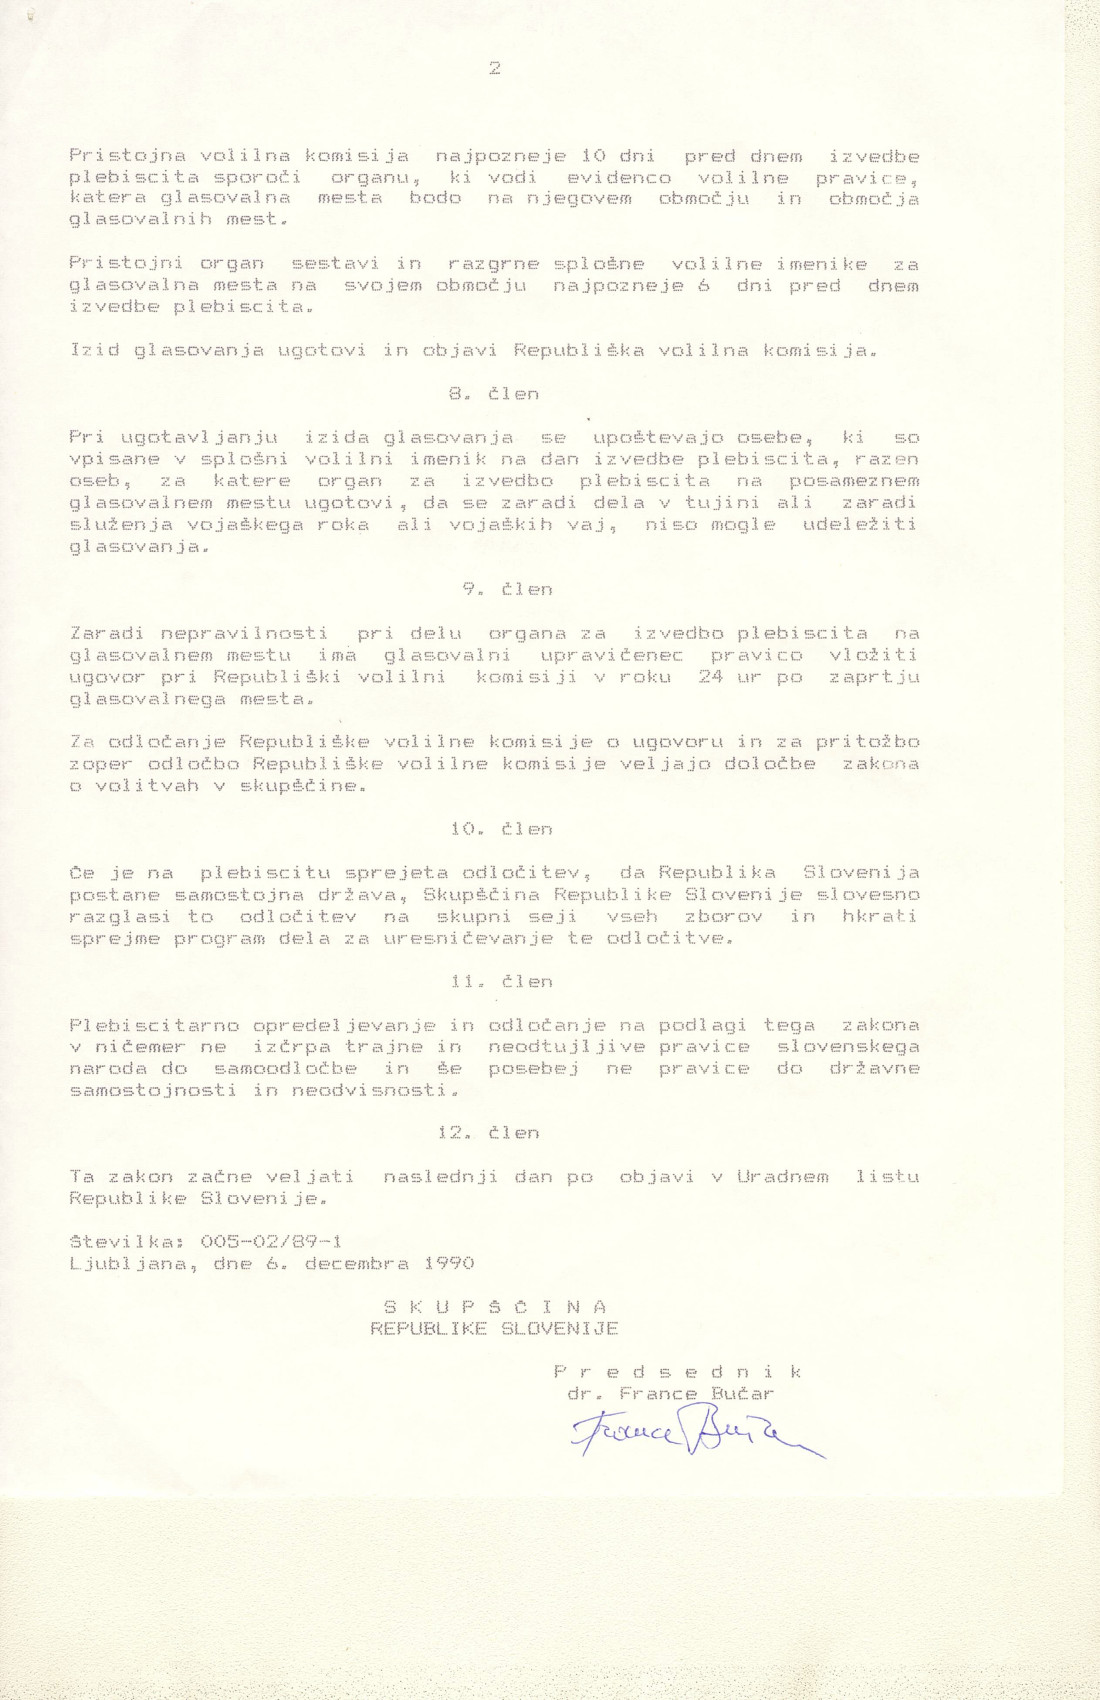 2
Pristojna volilna komisija najpozneje 10 dni pred dnem izvedbe
plebiscita sporoči organu, ki vodi evidenco volilne pravice,
katera glasovalna mesta bodo na njegovem območju in območja
glasovalnih mest.
Pristojni organ sestavi in razgrne splošne volilne imenike za
glasovalna mesta na svojem območju najpozneje 6 dni pred dnem
izvedbe plebiscita.
Izid glasovanja ugotovi in objavi Republiška volilna komisija.
8. člen
Pri ugotavljanju izida glasovanja se upoštevajo osebe, ki so
vpisane v splošni volilni imenik na dan izvedbe plebiscita, razen
oseb, za katere organ za izvedbo plebiscita na posameznem
glasovalnem mestu ugotovi, da se zaradi dela v tujini ali zaradi
služenja vojaškega roka ali vojaških vaj, niso mogle udeležiti
glasovanja.
9. člen
Zaradi nepravilnosti pri delu organa za izvedbo plebiscita na
glasovalnem mestu ima glasovalni upravičenec pravico vložiti
ugovor pri Republiški volilni komisiji v roku 24 ur po zaprtju
glasovalnega mesta.
Za odločanje Republiške volilne komisije o ugovoru in za pritožbo
zoper odločbo Republiške volilne komisije veljajo določbe zakona
o volitvah v skupščine.
10. člen
Če je na plebiscitu sprejeta odločitev, da Republika Slovenija
postane samostojna država, Skupščina Republike Slovenije slovesno
razglasi to odločitev na skupni seji vseh zborov in hkrati
sprejme program dela za uresničevanje te odločitve.
11. člen
Plebiscitarno opredeljevanje in odločanje na podlagi tega zakona
v ničemer ne izčrpa trajne in neodtujljive pravice slovenskega
naroda do samoodločbe in še posebej ne pravice do državne
samostojnosti in neodvisnosti.
12. člen
Ta zakon začne veljati naslednji dan po objavi v Uradnem listu
Republike Slovenije.
Številka: 005-02/89-1
Ljubljana, dne 6. decembra 1990
S K U P Š Č I N A
REPUBLIKE SLOVENIJE
P r e d s e d n i k
dr. France Bučar
France Bučar